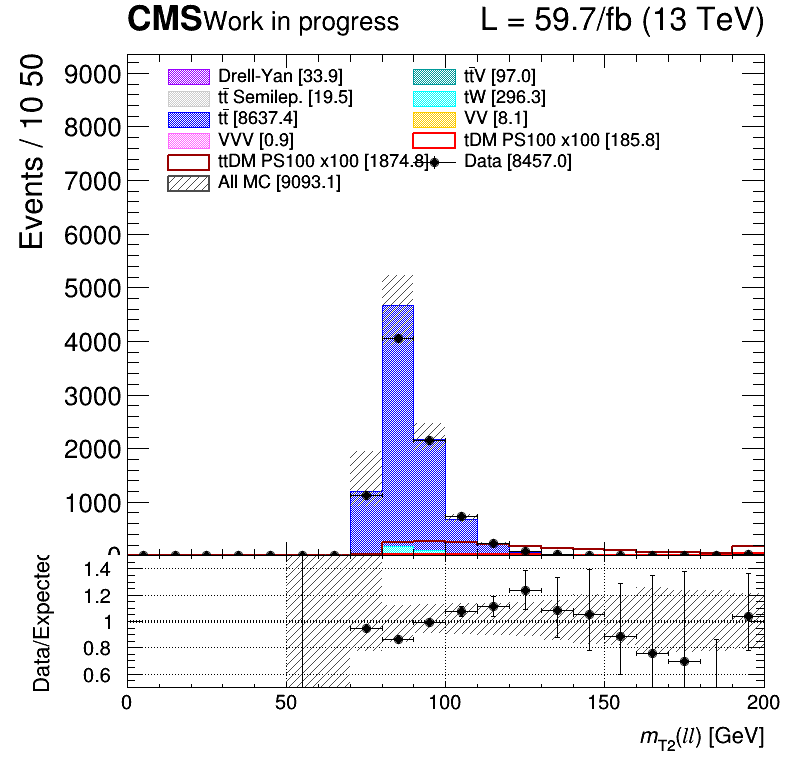 CMS Work in progress L = 59.7/fb (13 TeV)
Events / 10 50
9000
8000
7000
6000
5000
4000
3000
2000
1000
0
Drell-Yan [33.9] tt̄V [97.0]
tt̄ Semilep. [19.5] tW [296.3]
tt̄ [8637.4] VV [8.1]
VVV [0.9] tDM PS100 x100 [185.8]
ttDM PS100 x100 [1874.8] Data [8457.0]
All MC [9093.1]
Data/Expected
1.4
1.2
1
0.8
0.6
0 50 100 150 200
m_T2(ll) [GeV]